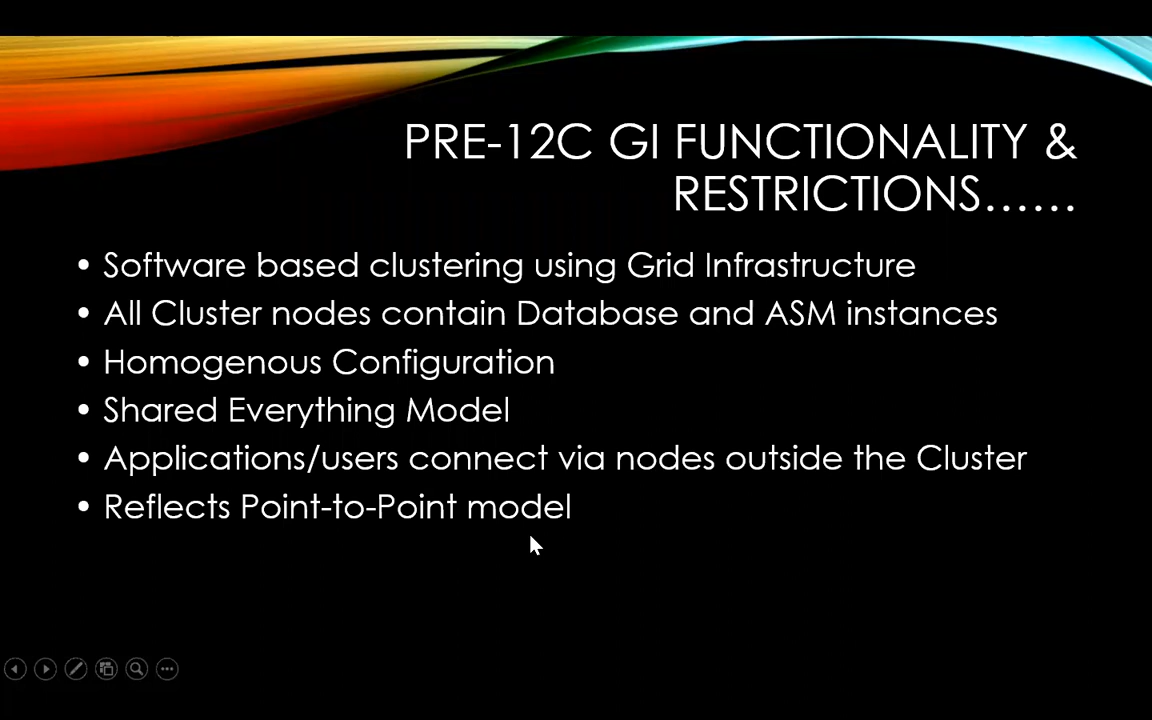 PRE-12C GI FUNCTIONALITY &
RESTRICTIONS......
• Software based clustering using Grid Infrastructure
• All Cluster nodes contain Database and ASM instances
• Homogenous Configuration
• Shared Everything Model
• Applications/users connect via nodes outside the Cluster
• Reflects Point-to-Point model